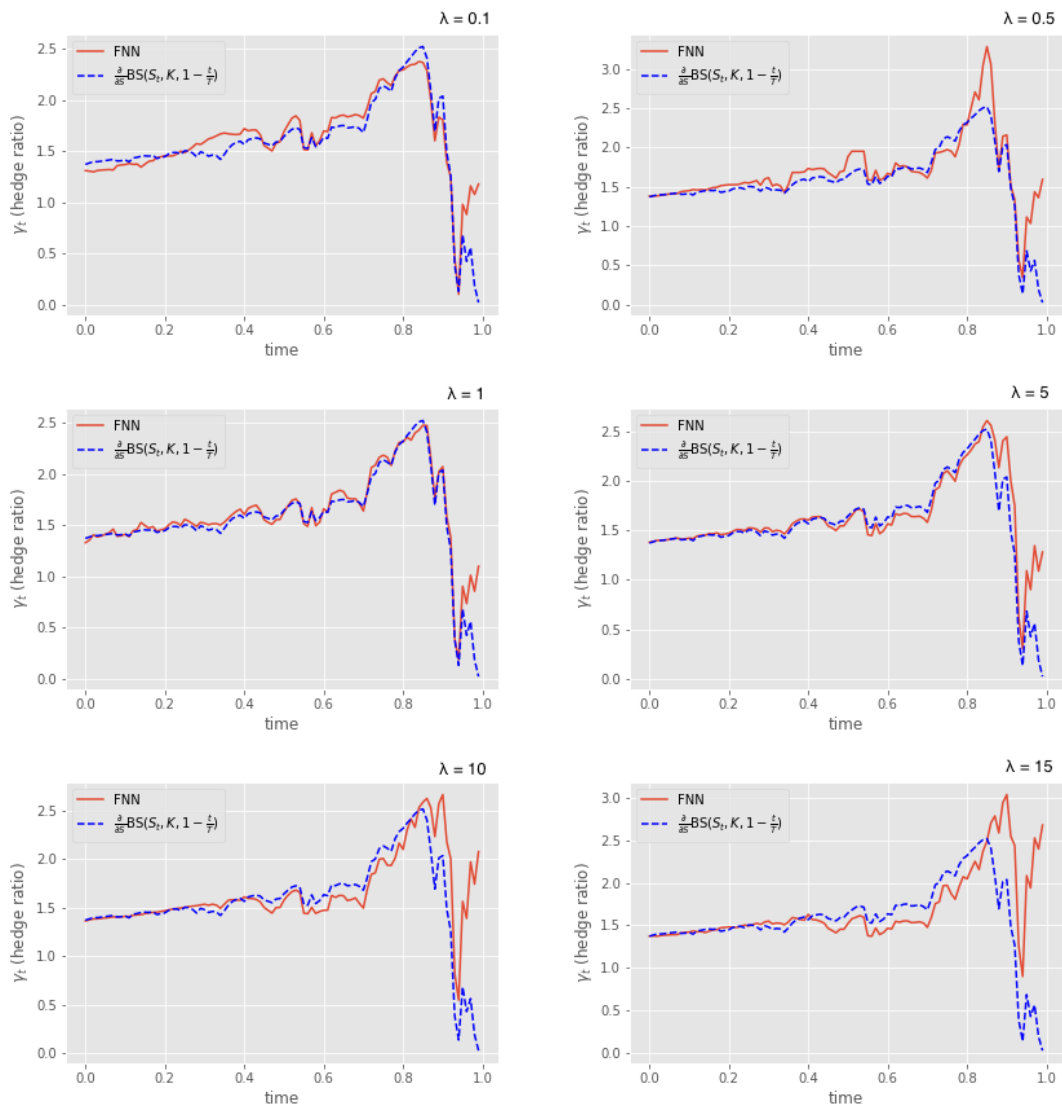 λ = 0.1
FNN
∂/∂S BS(S_t, K, 1 − t/T)
2.5
2.0
1.5
1.0
0.5
0.0
γ_t (hedge ratio)
0.0 0.2 0.4 0.6 0.8 1.0
time
λ = 0.5
FNN
∂/∂S BS(S_t, K, 1 − t/T)
3.0
2.5
2.0
1.5
1.0
0.5
0.0
γ_t (hedge ratio)
0.0 0.2 0.4 0.6 0.8 1.0
time
λ = 1
FNN
∂/∂S BS(S_t, K, 1 − t/T)
2.5
2.0
1.5
1.0
0.5
0.0
γ_t (hedge ratio)
0.0 0.2 0.4 0.6 0.8 1.0
time
λ = 5
FNN
∂/∂S BS(S_t, K, 1 − t/T)
2.5
2.0
1.5
1.0
0.5
0.0
γ_t (hedge ratio)
0.0 0.2 0.4 0.6 0.8 1.0
time
λ = 10
FNN
∂/∂S BS(S_t, K, 1 − t/T)
2.5
2.0
1.5
1.0
0.5
0.0
γ_t (hedge ratio)
0.0 0.2 0.4 0.6 0.8 1.0
time
λ = 15
FNN
∂/∂S BS(S_t, K, 1 − t/T)
3.0
2.5
2.0
1.5
1.0
0.5
0.0
γ_t (hedge ratio)
0.0 0.2 0.4 0.6 0.8 1.0
time